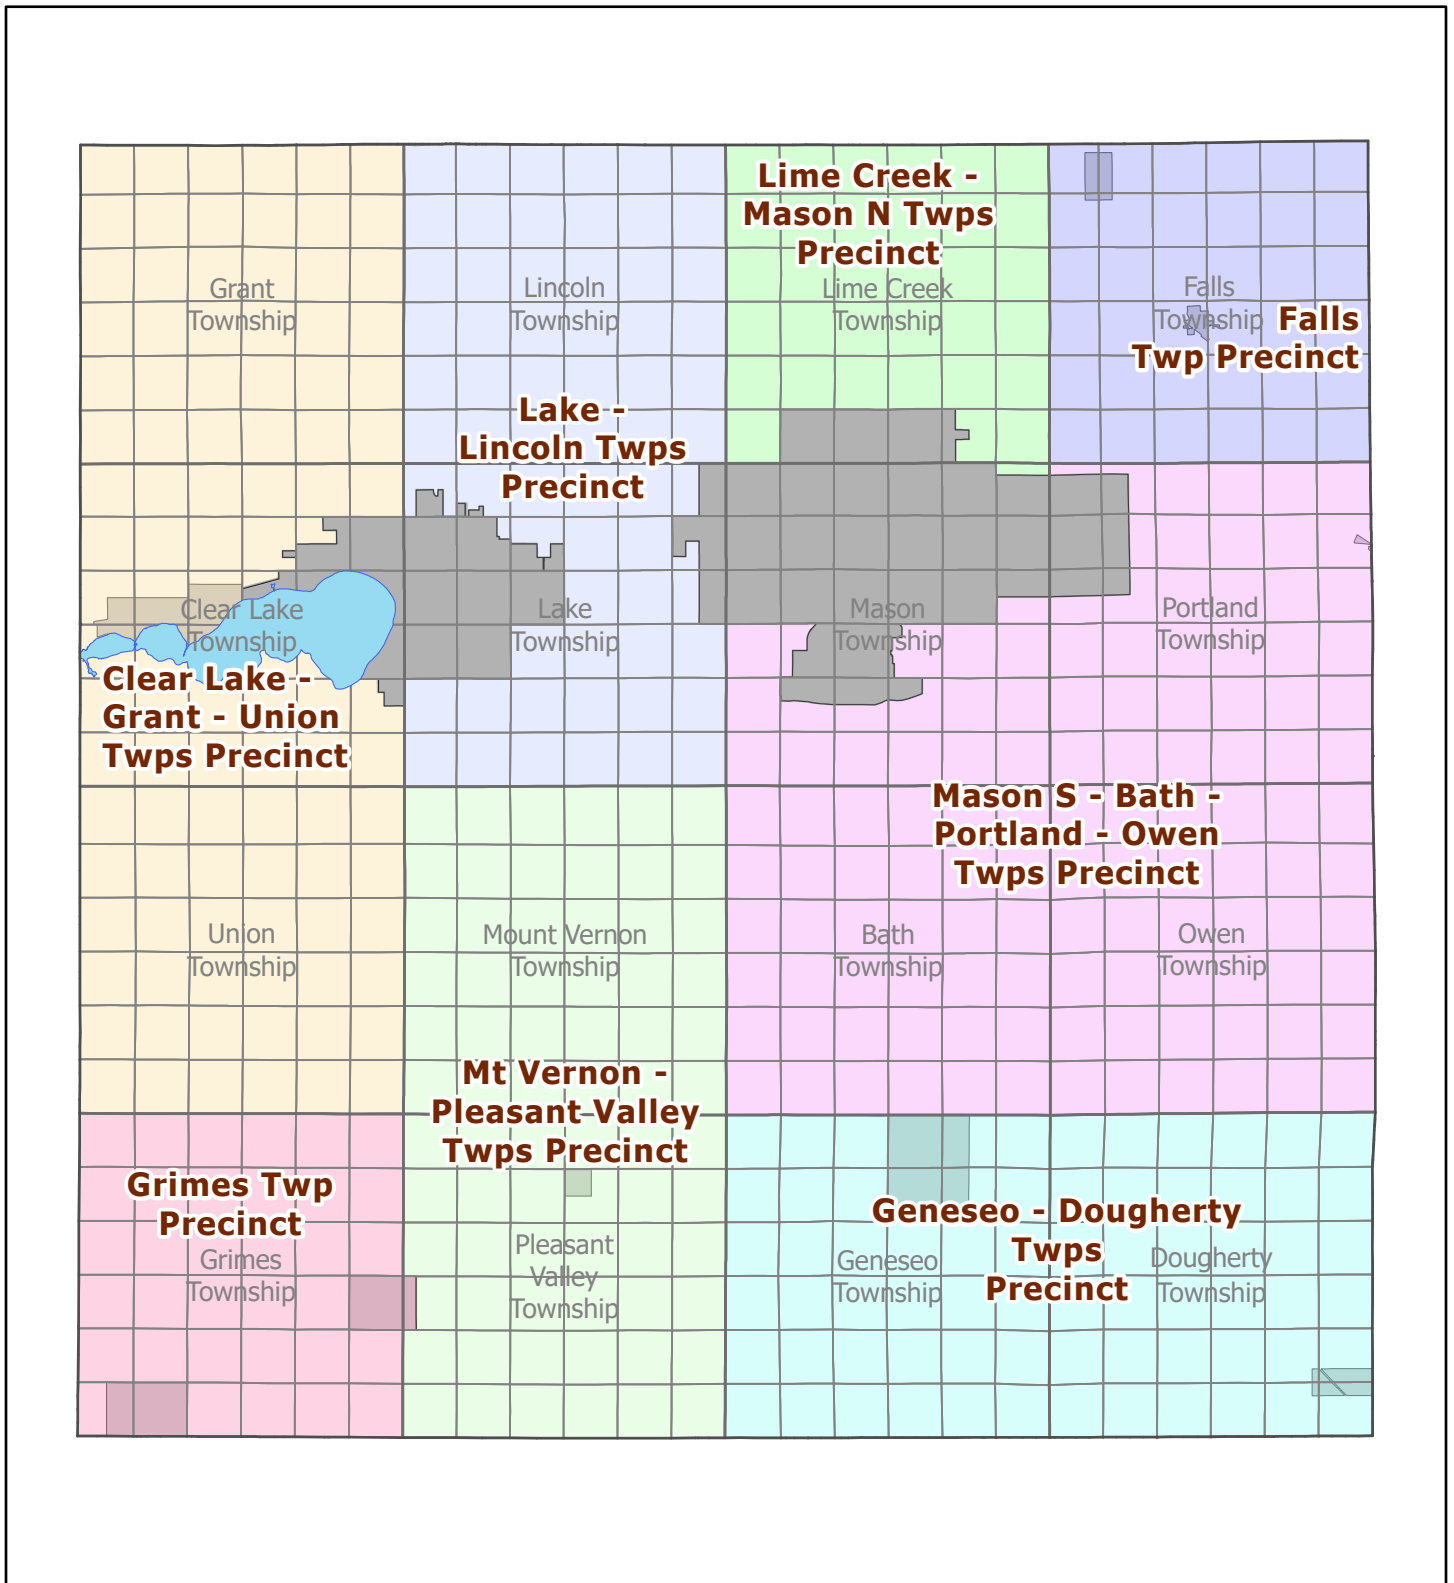 Lime Creek -
Mason N Twps
Precinct
Grant
Township
Lincoln
Township
Lime Creek
Township
Falls
Township
Falls
Twp Precinct
Lake -
Lincoln Twps
Precinct
Clear Lake
Township
Lake
Township
Mason
Township
Portland
Township
Clear Lake -
Grant - Union
Twps Precinct
Mason S - Bath -
Portland - Owen
Twps Precinct
Union
Township
Mount Vernon
Township
Bath
Township
Owen
Township
Mt Vernon -
Pleasant Valley
Twps Precinct
Grimes Twp
Precinct
Grimes
Township
Pleasant
Valley
Township
Geneseo - Dougherty
Twps
Precinct
Geneseo
Township
Dougherty
Township